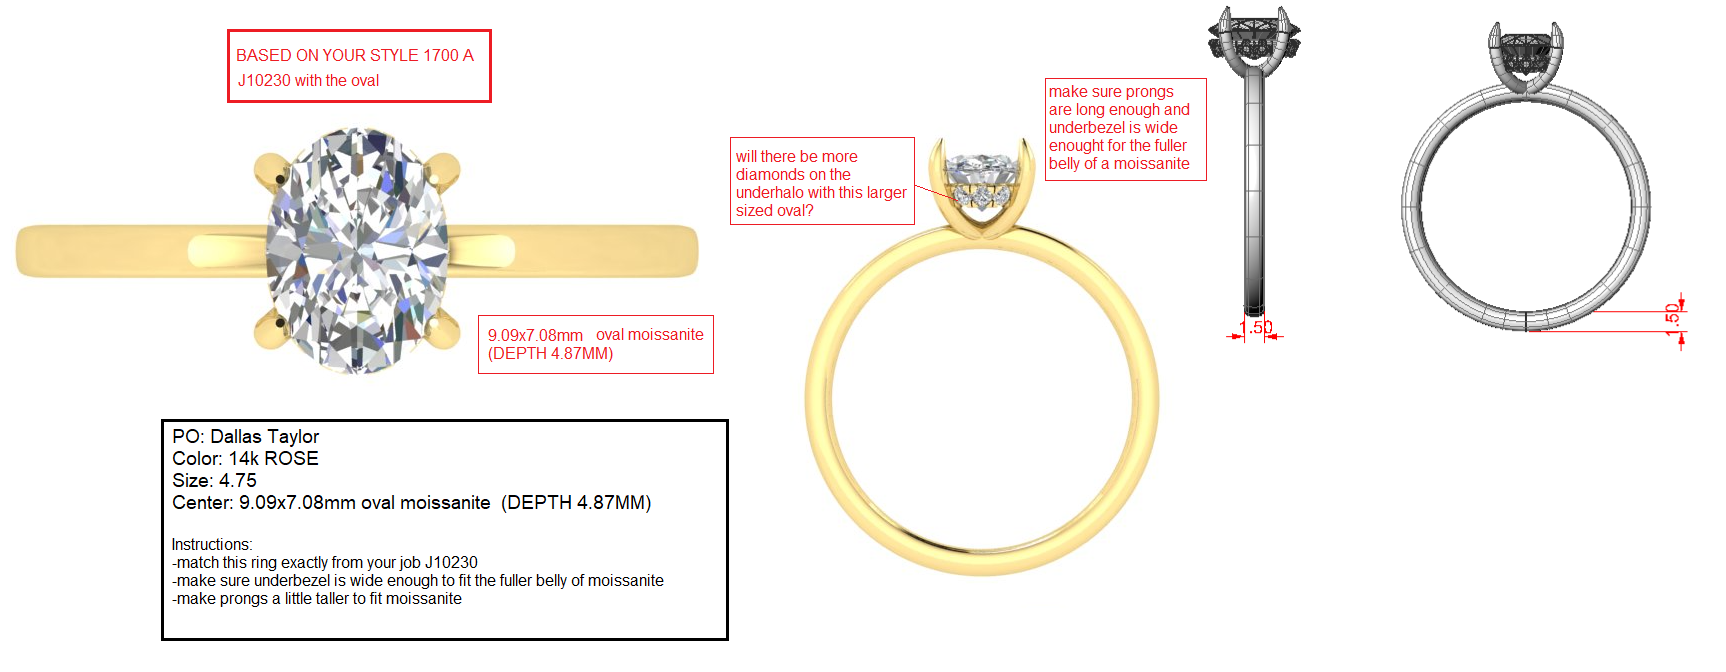 BASED ON YOUR STYLE 1700 A
J10230 with the oval
9.09x7.08mm oval moissanite
(DEPTH 4.87MM)
PO: Dallas Taylor
Color: 14k ROSE
Size: 4.75
Center: 9.09x7.08mm oval moissanite (DEPTH 4.87MM)
Instructions:
-match this ring exactly from your job J10230
-make sure underbezel is wide enough to fit the fuller belly of moissanite
-make prongs a little taller to fit moissanite
will there be more
diamonds on the
underhalo with this larger
sized oval?
make sure prongs
are long enough and
underbezel is wide
enought for the fuller
belly of a moissanite
1.50
1.50